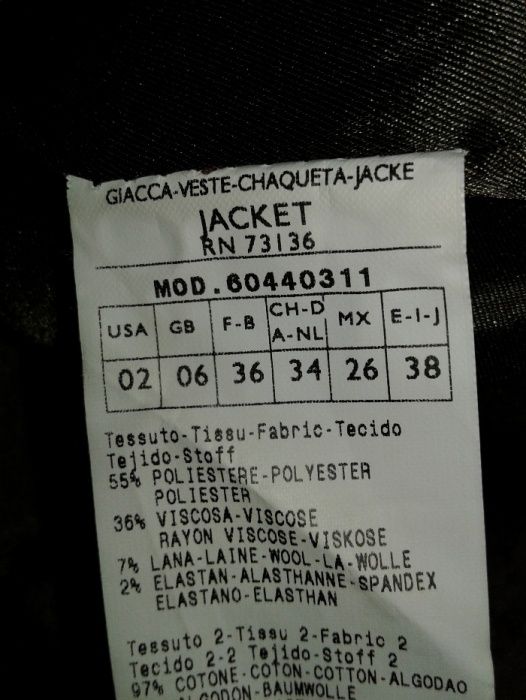 GIACCA-VESTE-CHAQUETA-JACKE
JACKET
RN 73136
MOD.60440311
USA GB F-B CH-D A-NL MX E-I-J
02 06 36 34 26 38
Tessuto-Tissu-Fabric-Tecido
Tejido-Stoff
55% POLIESTERE-POLYESTER
POLIESTER
36% VISCOSA-VISCOSE
RAYON VISCOSE-VISKOSE
7% LANA-LAINE-WOOL-LA-WOLLE
2% ELASTAN-ALASTHANNE-SPANDEX
ELASTANO-ELASTHAN
Tessuto 2-Tissu 2-Fabric 2
Tecido 2-2 Tejido-Stoff 2
97% COTONE-COTON-COTTON-ALGODAO
ALGODON-BAUMWOLLE